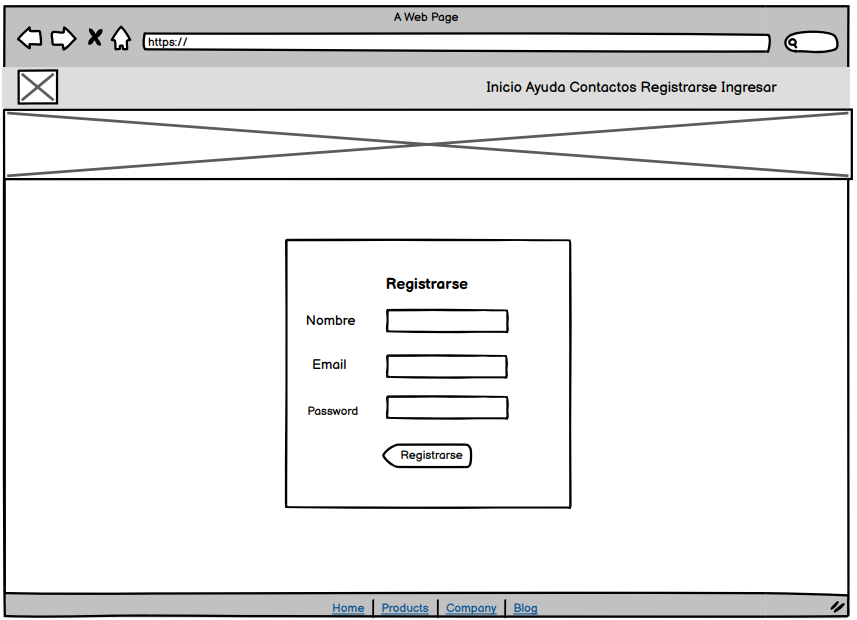 A Web Page
https://
Inicio Ayuda Contactos Registrarse Ingresar
Registrarse
Nombre
Email
Password
Registrarse
Home Products Company Blog